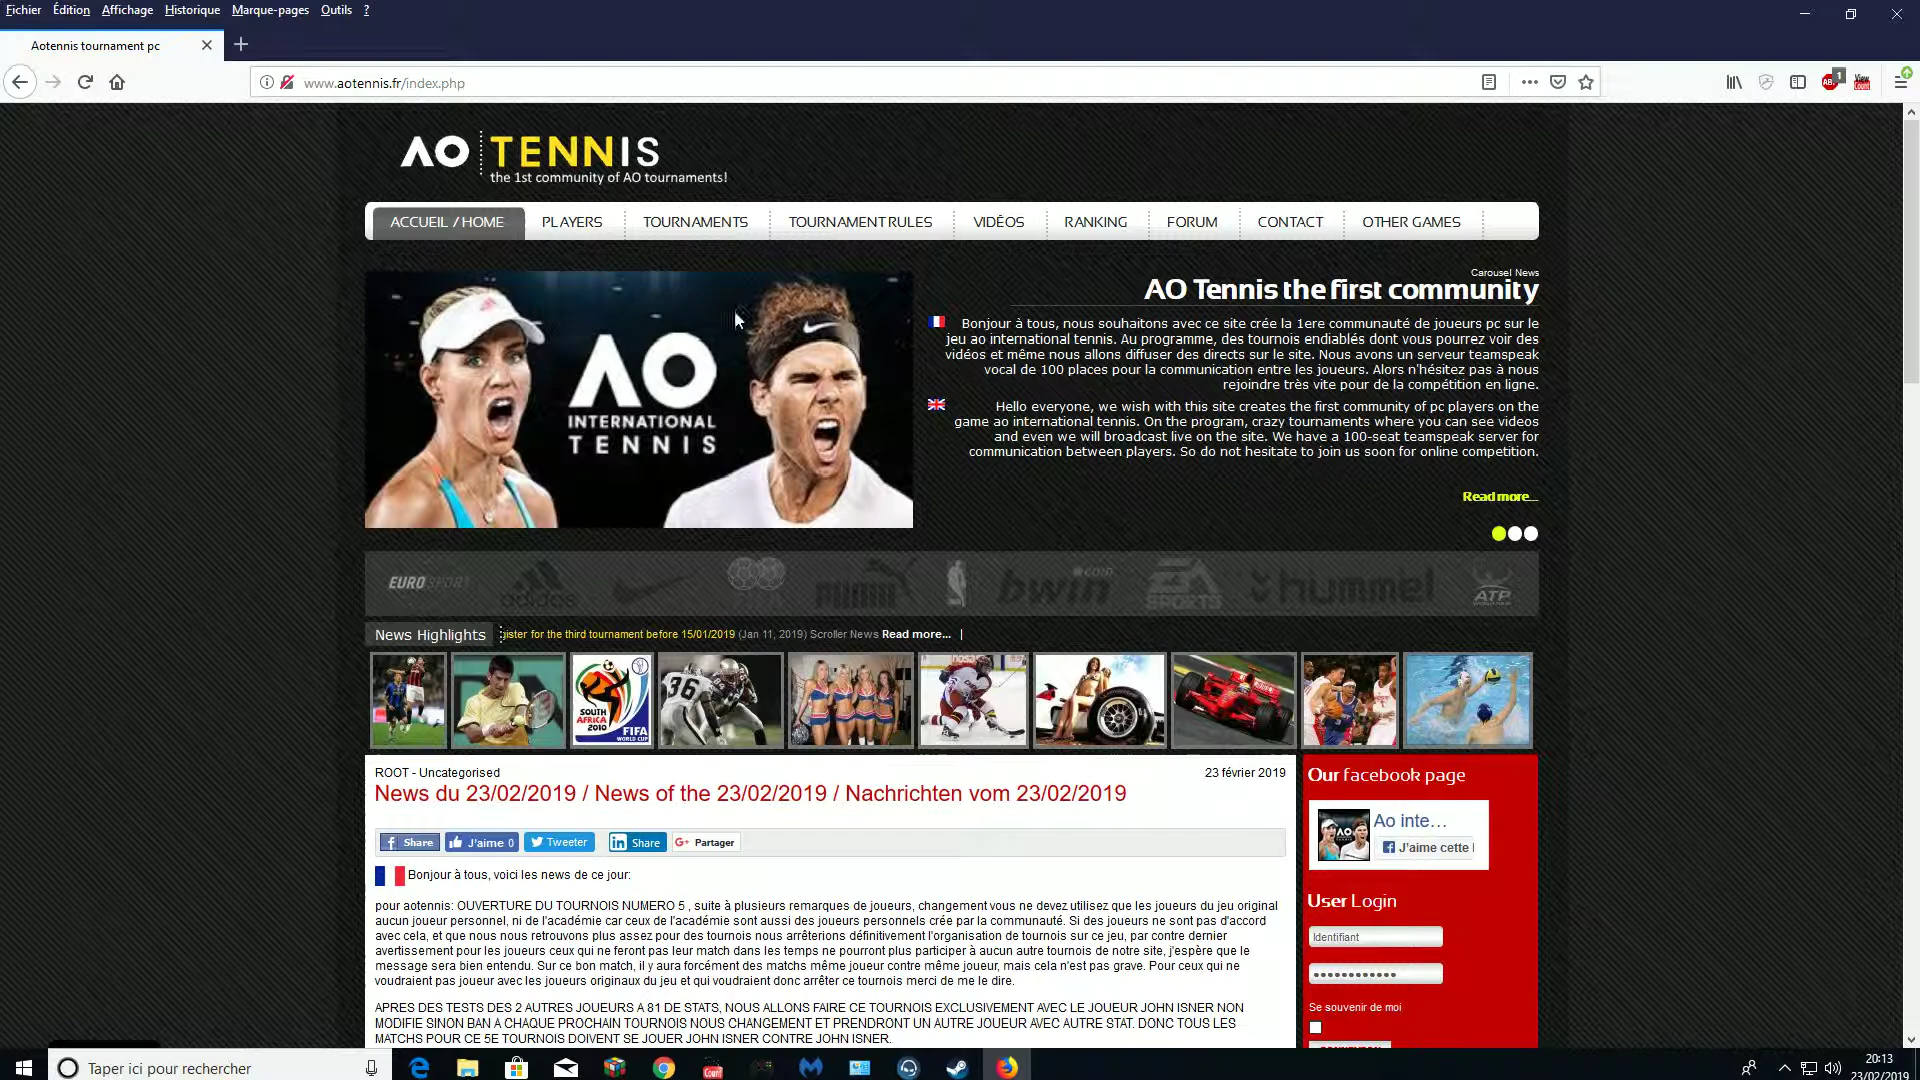 Fichier Édition Affichage Historique Marque-pages Outils ?
Aotennis tournament pc
www.aotennis.fr/index.php
1
AO TENNIS
the 1st community of AO tournaments!
ACCUEIL / HOME PLAYERS TOURNAMENTS TOURNAMENT RULES VIDÉOS RANKING FORUM CONTACT OTHER GAMES
Carousel News
AO Tennis the first community
Bonjour à tous, nous souhaitons avec ce site crée la 1ere communauté de joueurs pc sur le
jeu ao international tennis. Au programme, des tournois endiablés dont vous pourrez voir des
vidéos et même nous allons diffuser des directs sur le site. Nous avons un serveur teamspeak
vocal de 100 places pour la communication entre les joueurs. Alors n'hésitez pas à nous
rejoindre très vite pour de la compétition en ligne.
Hello everyone, we wish with this site creates the first community of pc players on the
game ao international tennis. On the program, crazy tournaments where you can see videos
and even we will broadcast live on the site. We have a 100-seat teamspeak server for
communication between players. So do not hesitate to join us soon for online competition.
Read more...
AO
INTERNATIONAL
TENNIS
EUROSPORT adidas PUMA bwin .com EA SPORTS hummel ATP
News Highlights ister for the third tournament before 15/01/2019 (Jan 11, 2019) Scroller News Read more... |
SOUTH
AFRICA
2010
FIFA
WORLD CUP
36
ROOT - Uncategorised 23 février 2019
News du 23/02/2019 / News of the 23/02/2019 / Nachrichten vom 23/02/2019
Share J'aime 0 Tweeter Share G+ Partager
Bonjour à tous, voici les news de ce jour:
pour aotennis: OUVERTURE DU TOURNOIS NUMERO 5 , suite à plusieurs remarques de joueurs, changement vous ne devez utilisez que les joueurs du jeu original
aucun joueur personnel, ni de l'académie car ceux de l'académie sont aussi des joueurs personnels crée par la communauté. Si des joueurs ne sont pas d'accord
avec cela, et que nous nous retrouvons plus assez pour des tournois nous arrêterions définitivement l'organisation de tournois sur ce jeu, par contre dernier
avertissement pour les joueurs ceux qui ne feront pas leur match dans les temps ne pourront plus participer à aucun autre tournois de notre site, j'espère que le
message sera bien entendu. Sur ce bon match, il y aura forcément des matchs même joueur contre même joueur, mais cela n'est pas grave. Pour ceux qui ne
voudraient pas joueur avec les joueurs originaux du jeu et qui voudraient donc arrêter ce tournois merci de me le dire.
APRES DES TESTS DES 2 AUTRES JOUEURS A 81 DE STATS, NOUS ALLONS FAIRE CE TOURNOIS EXCLUSIVEMENT AVEC LE JOUEUR JOHN ISNER NON
MODIFIE SINON BAN A CHAQUE PROCHAIN TOURNOIS NOUS CHANGEMENT ET PRENDRONT UN AUTRE JOUEUR AVEC AUTRE STAT. DONC TOUS LES
MATCHS POUR CE 5E TOURNOIS DOIVENT SE JOUER JOHN ISNER CONTRE JOHN ISNER.
Our facebook page
Ao inte...
J'aime cette
User Login
Identifiant
Se souvenir de moi
Taper ici pour rechercher
20:13
23/02/2019